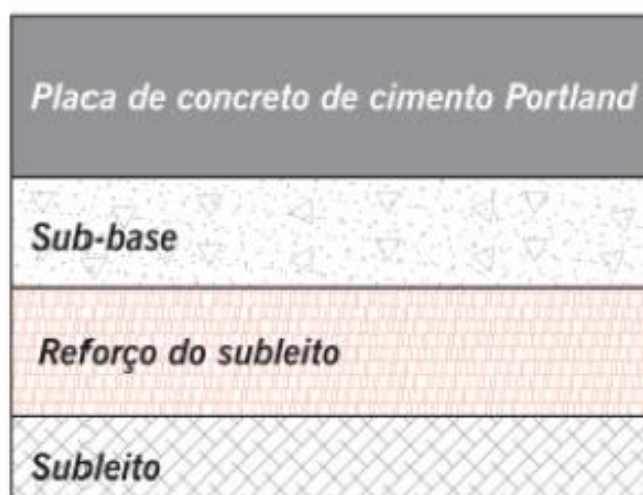 Placa de concreto de cimento Portland
Sub-base
Reforço do subleito
Subleito